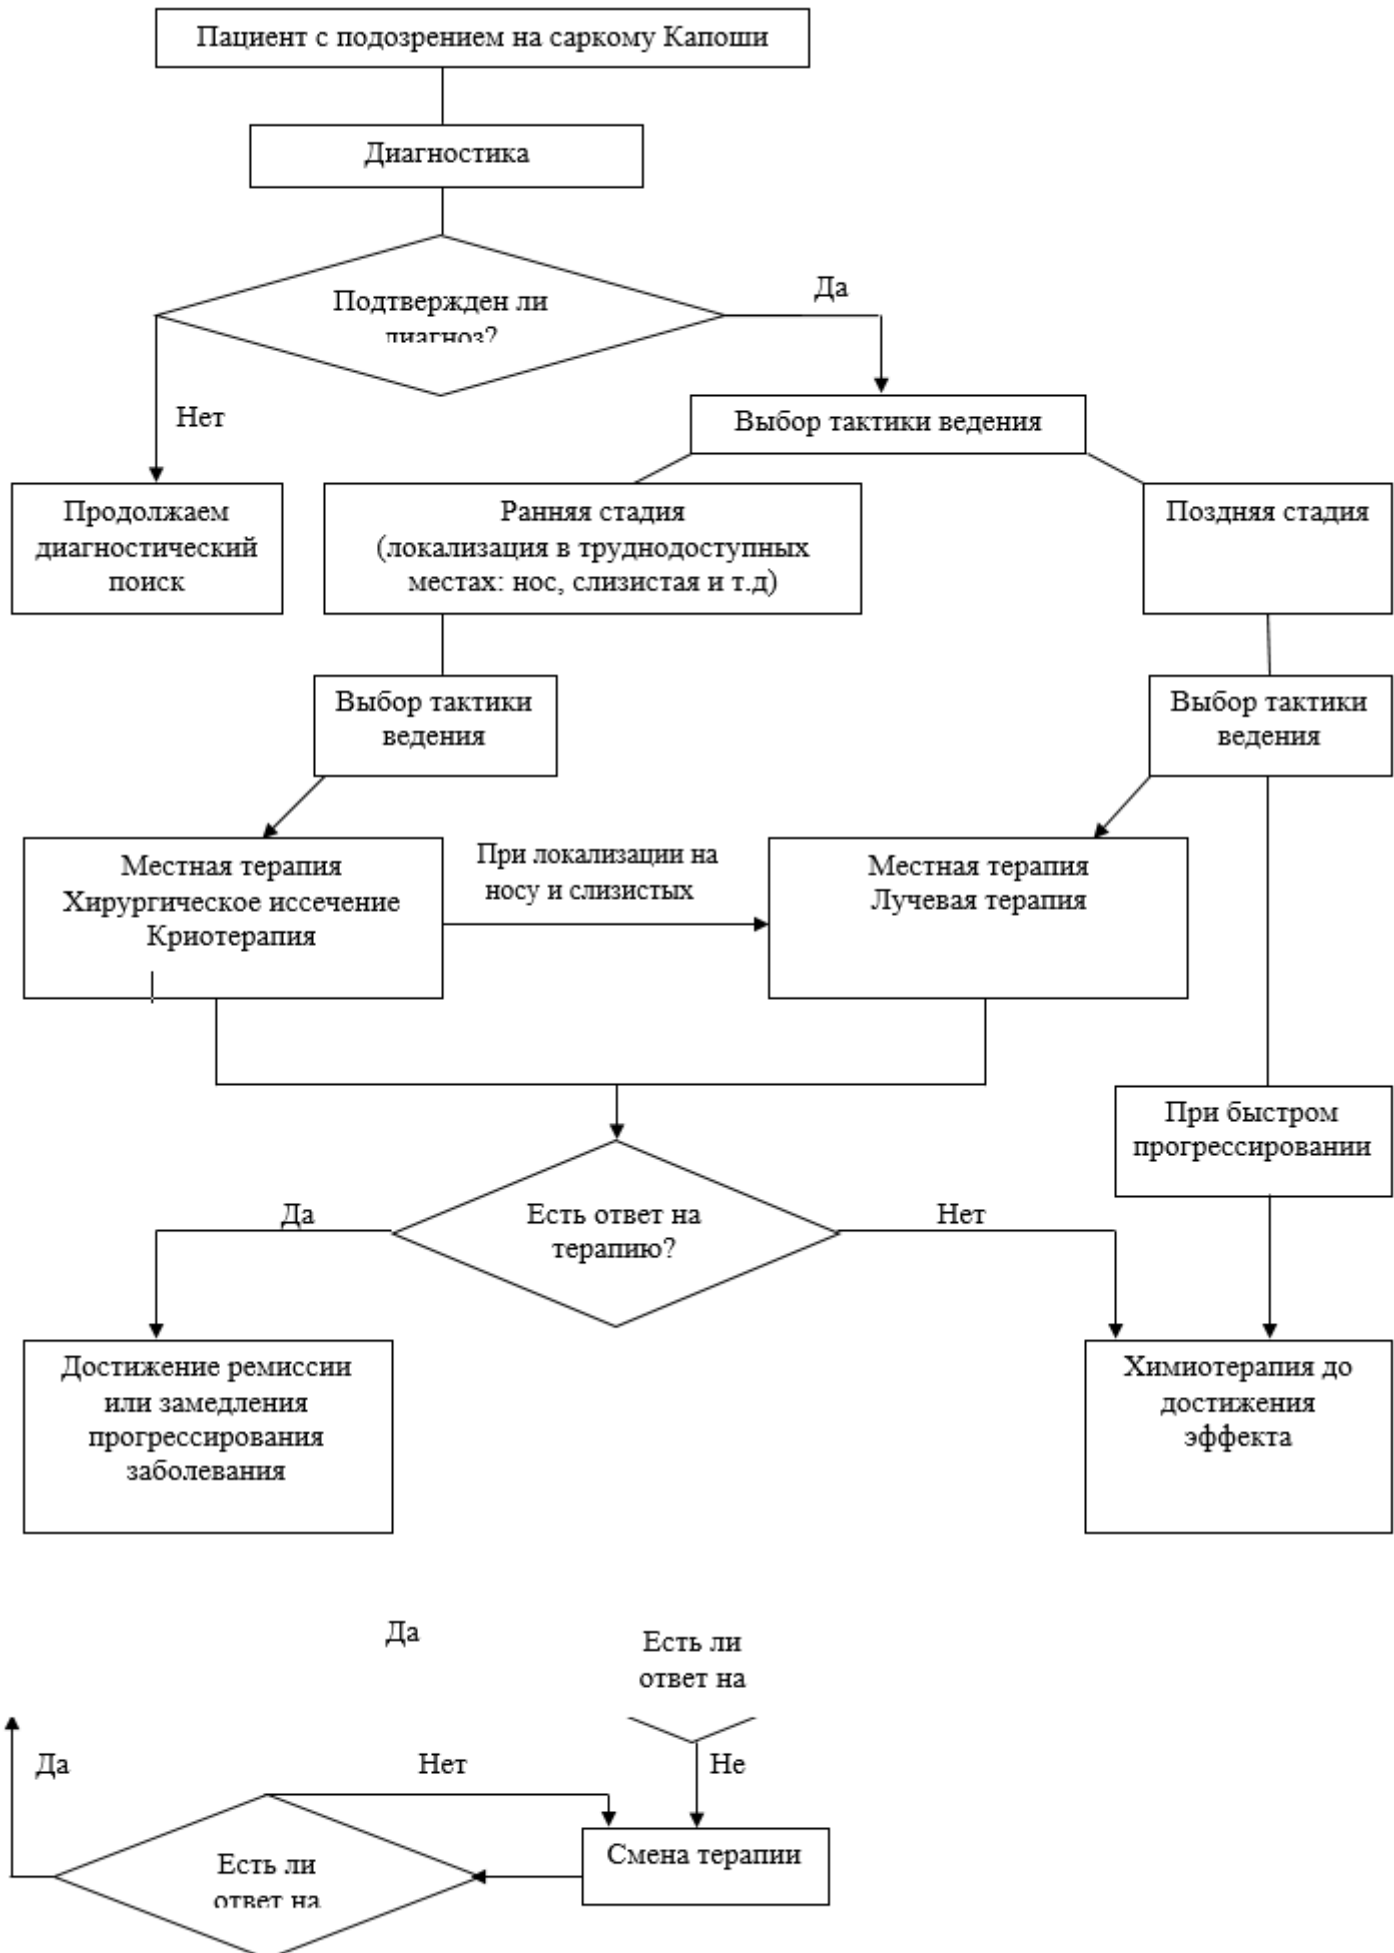 Пациент с подозрением на саркому Капоши
Диагностика
Подтвержден ли
диагноз?
Да
Нет
Выбор тактики ведения
Продолжаем
диагностический
поиск
Ранняя стадия
(локализация в труднодоступных
местах: нос, слизистая и т.д)
Поздняя стадия
Выбор тактики
ведения
Выбор тактики
ведения
Местная терапия
Хирургическое иссечение
Криотерапия
При локализации на
носу и слизистых
Местная терапия
Лучевая терапия
При быстром
прогрессировании
Да
Есть ответ на
терапию?
Нет
Достижение ремиссии
или замедления
прогрессирования
заболевания
Химиотерапия до
достижения
эффекта
Да
Есть ли
ответ на
Да
Нет
Не
Смена терапии
Есть ли
ответ на